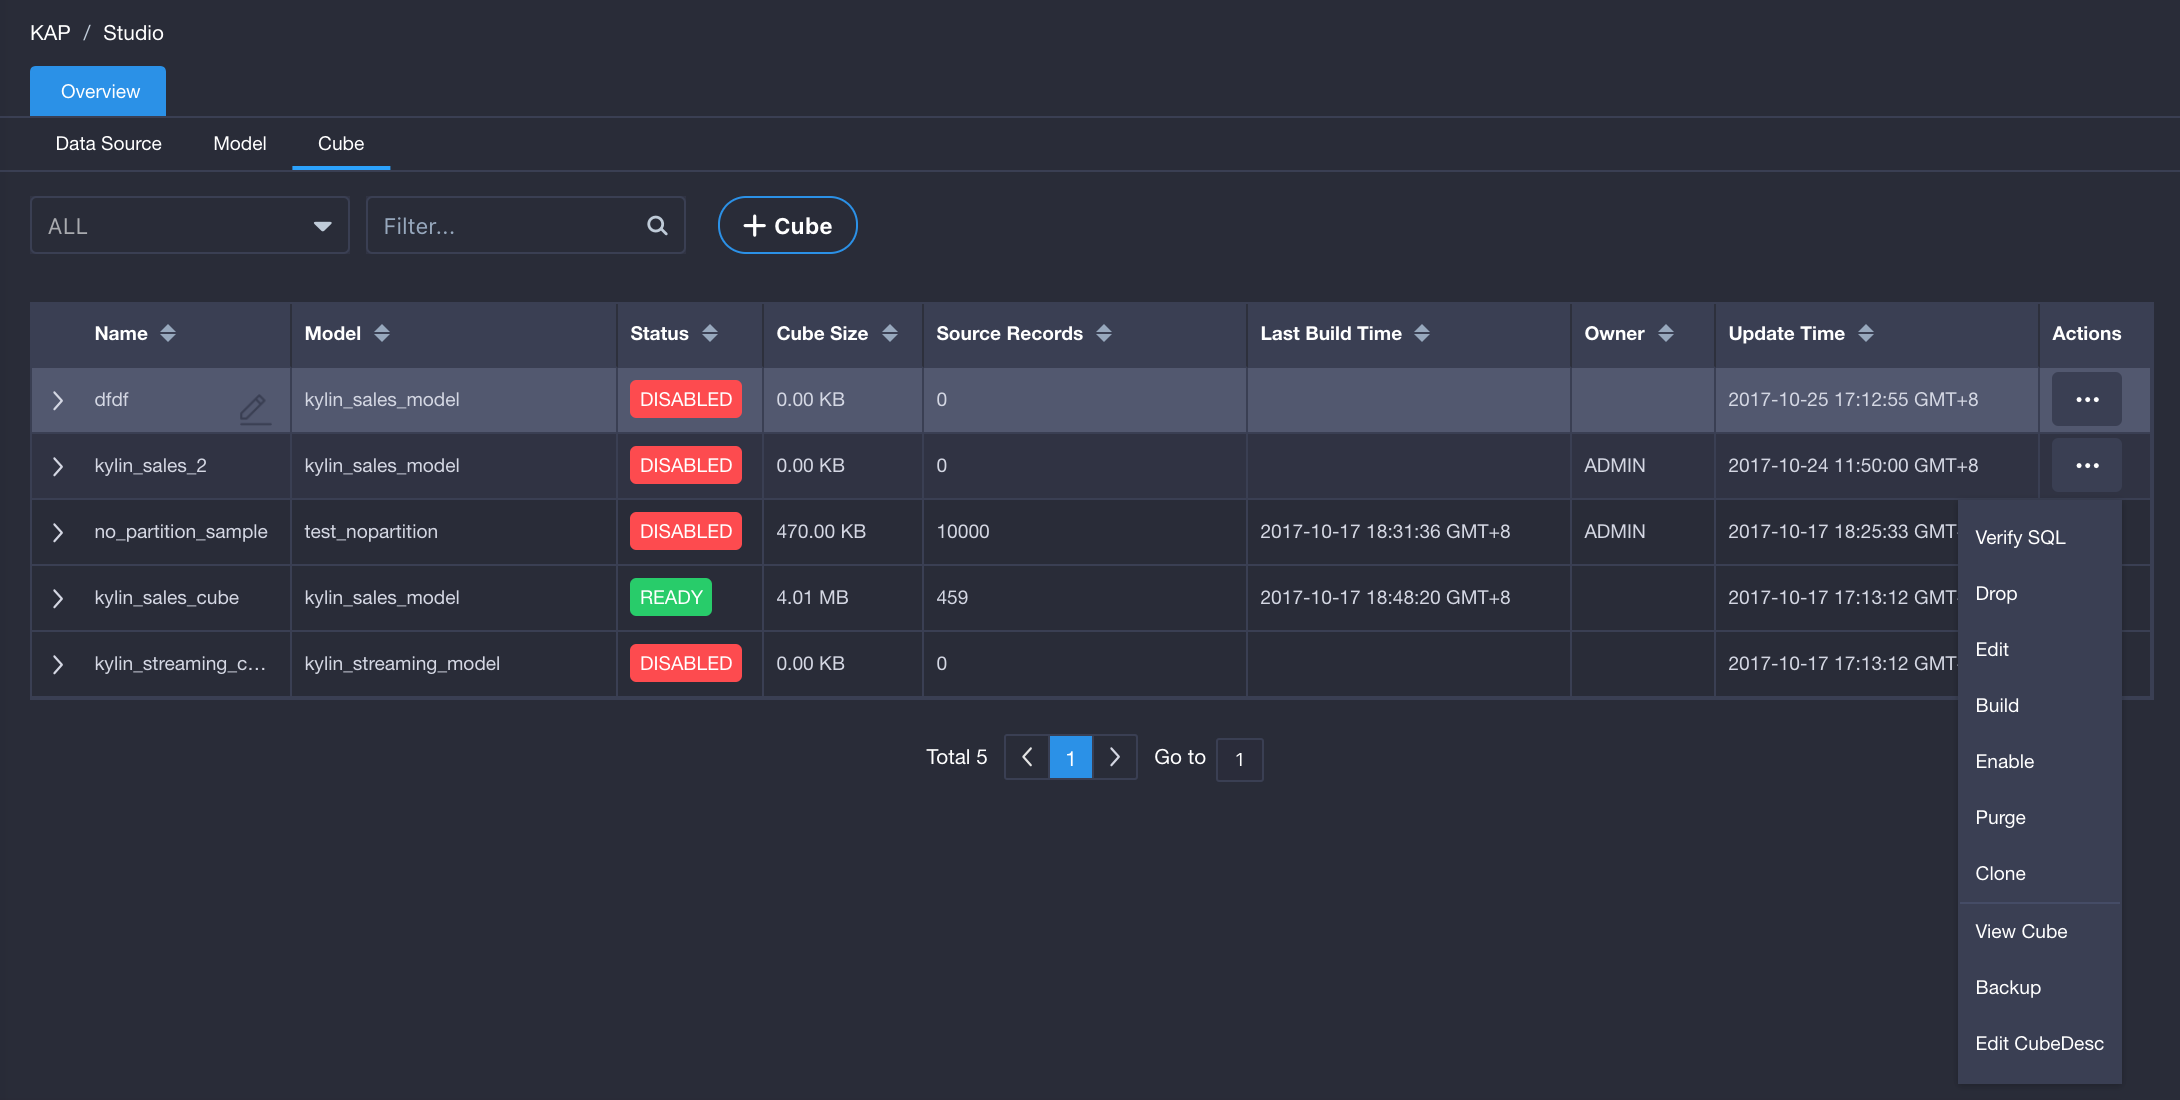 KAP / Studio
Overview
Data Source Model Cube
ALL Filter... + Cube
Name Model Status Cube Size Source Records Last Build Time Owner Update Time Actions
dfdf kylin_sales_model DISABLED 0.00 KB 0 2017-10-25 17:12:55 GMT+8 •••
kylin_sales_2 kylin_sales_model DISABLED 0.00 KB 0 ADMIN 2017-10-24 11:50:00 GMT+8 •••
no_partition_sample test_nopartition DISABLED 470.00 KB 10000 2017-10-17 18:31:36 GMT+8 ADMIN 2017-10-17 18:25:33 GMT
kylin_sales_cube kylin_sales_model READY 4.01 MB 459 2017-10-17 18:48:20 GMT+8 2017-10-17 17:13:12 GMT
kylin_streaming_c... kylin_streaming_model DISABLED 0.00 KB 0 2017-10-17 17:13:12 GMT
Total 5 < 1 > Go to 1
Verify SQL
Drop
Edit
Build
Enable
Purge
Clone
View Cube
Backup
Edit CubeDesc